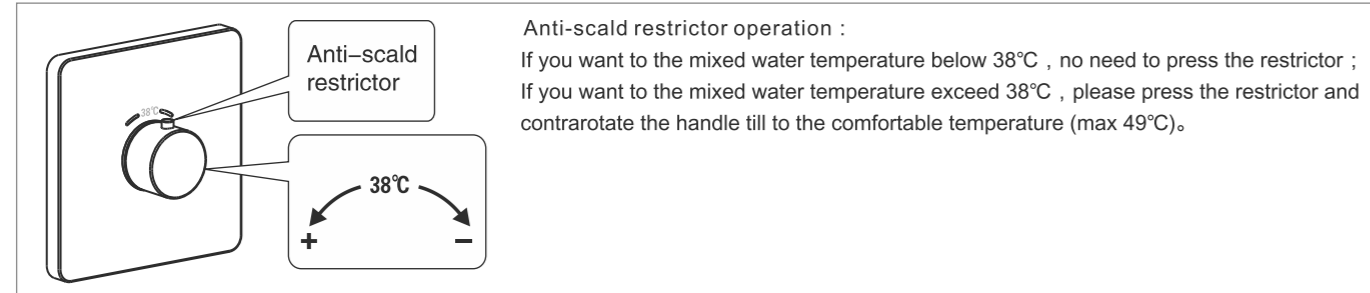 Anti-scald restrictor operation :
If you want to the mixed water temperature below 38℃ , no need to press the restrictor ;
If you want to the mixed water temperature exceed 38℃ , please press the restrictor and
contrarotate the handle till to the comfortable temperature (max 49℃)。
Anti-scald
restrictor
38℃
38℃
+ −